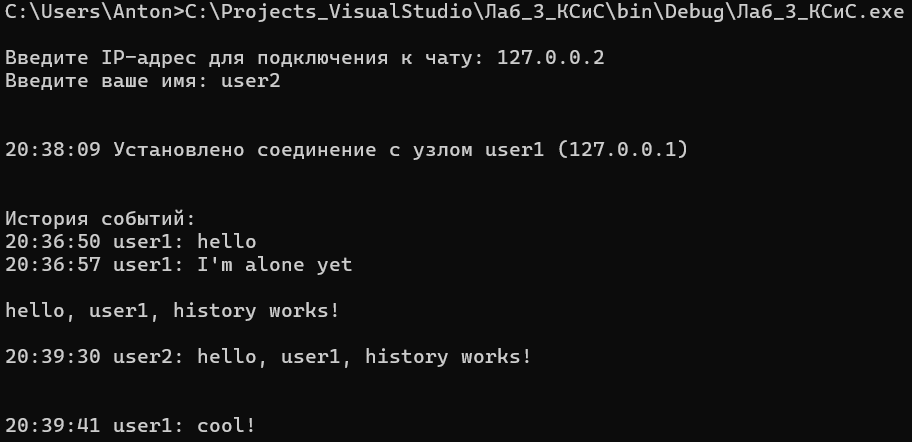 C:\Users\Anton>C:\Projects_VisualStudio\Лаб_3_КСиС\bin\Debug\Лаб_3_КСиС.exe
Введите IP-адрес для подключения к чату: 127.0.0.2
Введите ваше имя: user2
20:38:09 Установлено соединение с узлом user1 (127.0.0.1)
История событий:
20:36:50 user1: hello
20:36:57 user1: I'm alone yet
hello, user1, history works!
20:39:30 user2: hello, user1, history works!
20:39:41 user1: cool!